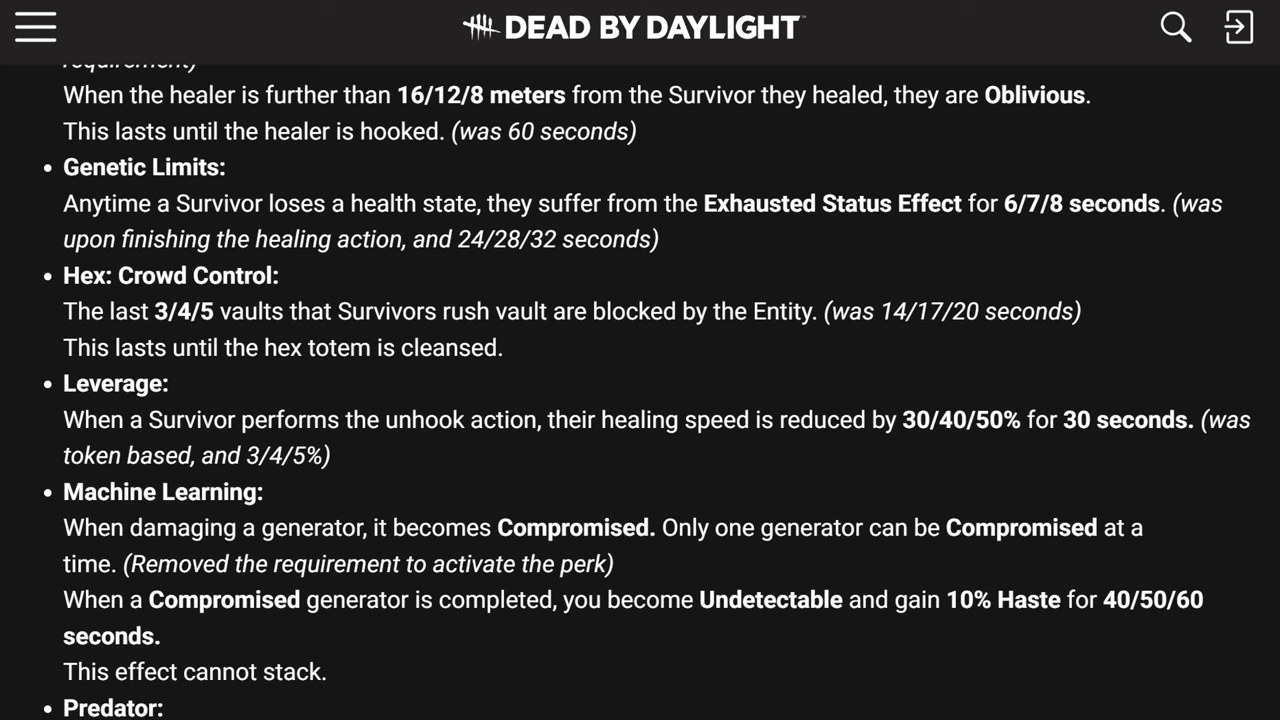 DEAD BY DAYLIGHT
requirement)
When the healer is further than 16/12/8 meters from the Survivor they healed, they are Oblivious.
This lasts until the healer is hooked. (was 60 seconds)
• Genetic Limits:
Anytime a Survivor loses a health state, they suffer from the Exhausted Status Effect for 6/7/8 seconds. (was
upon finishing the healing action, and 24/28/32 seconds)
• Hex: Crowd Control:
The last 3/4/5 vaults that Survivors rush vault are blocked by the Entity. (was 14/17/20 seconds)
This lasts until the hex totem is cleansed.
• Leverage:
When a Survivor performs the unhook action, their healing speed is reduced by 30/40/50% for 30 seconds. (was
token based, and 3/4/5%)
• Machine Learning:
When damaging a generator, it becomes Compromised. Only one generator can be Compromised at a
time. (Removed the requirement to activate the perk)
When a Compromised generator is completed, you become Undetectable and gain 10% Haste for 40/50/60
seconds.
This effect cannot stack.
• Predator: